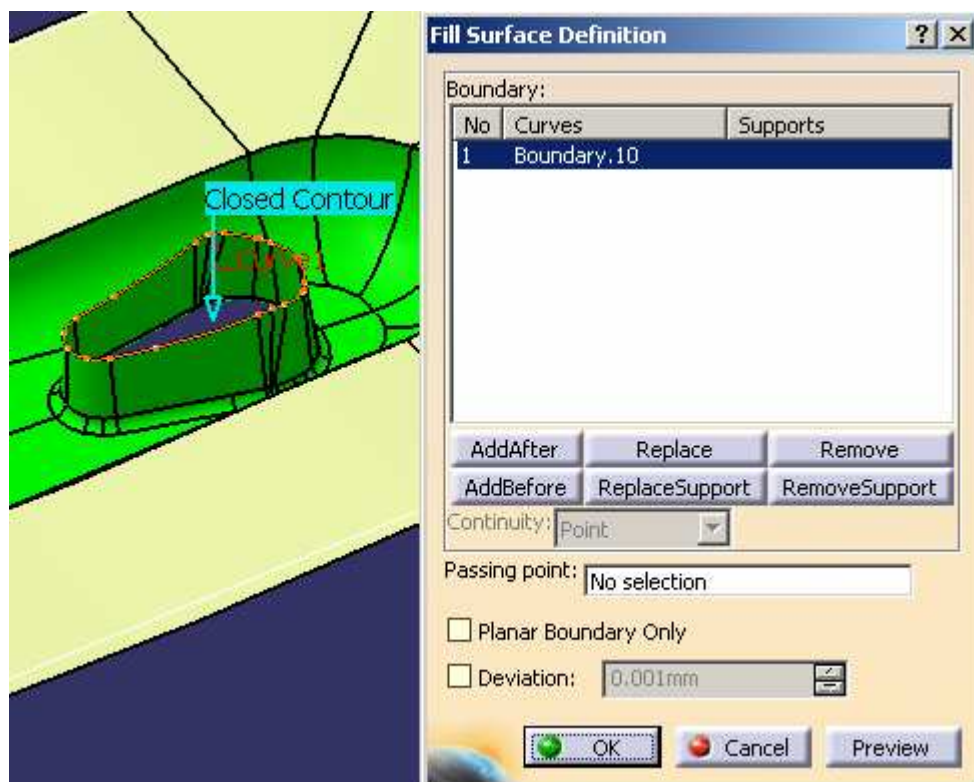 Fill Surface Definition
Boundary:
No Curves Supports
1 Boundary.10
Closed Contour
Curve1
AddAfter Replace Remove
AddBefore ReplaceSupport RemoveSupport
Continuity: Point
Passing point: No selection
Planar Boundary Only
Deviation: 0.001mm
OK Cancel Preview